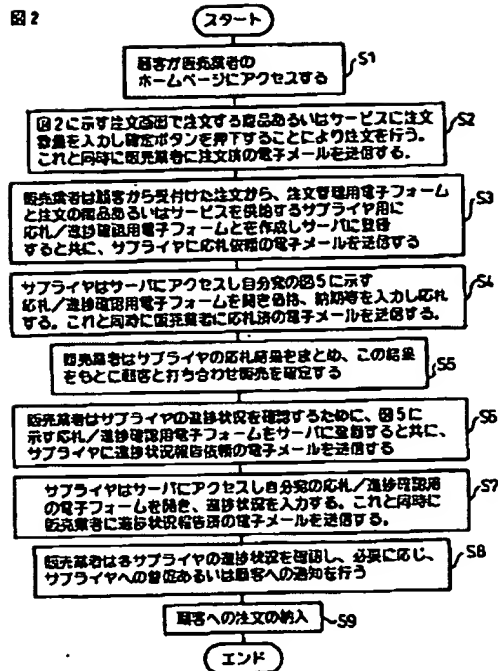 図2
スタート
顧客が販売業者の
ホームページにアクセスする
S1
図2に示す注文画面で注文する商品あるいはサービスに注文
数量を入力し確定ボタンを押下することにより注文を行う。
これと同時に販売業者に注文済の電子メールを送信する。
S2
販売業者は顧客から受付けた注文から、注文管理用電子フォーム
と注文の商品あるいはサービスを供給するサプライヤ用に
応札/進捗確認用電子フォームとを作成しサーバに登録
すると共に、サプライヤに応札依頼の電子メールを送信する
S3
サプライヤはサーバにアクセスし自分宛の図5に示す
応札/進捗確認用電子フォームを開き価格、納期等を入力し応札
する。これと同時に販売業者に応札済の電子メールを送信する。
S4
販売業者はサプライヤの応札結果をまとめ、この結果
をもとに顧客と打ち合わせ販売を確定する
S5
販売業者はサプライヤの進捗状況を確認するために、図5に
示す応札/進捗確認用電子フォームをサーバに登録すると共に、
サプライヤに進捗状況報告依頼の電子メールを送信する
S6
サプライヤはサーバにアクセスし自分宛の応札/進捗確認用
の電子フォームを開き、進捗状況を入力する。これと同時に
販売業者に進捗状況報告済の電子メールを送信する。
S7
販売業者は各サプライヤの進捗状況を確認し、必要に応じ、
サプライヤへの督促あるいは顧客への通知を行う
S8
顧客への注文の納入
S9
エンド